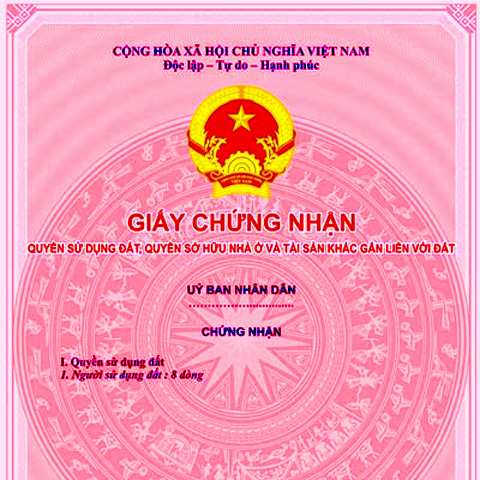 CỘNG HÒA XÃ HỘI CHỦ NGHĨA VIỆT NAM
Độc lập – Tự do – Hạnh phúc
VIỆT NAM
GIẤY CHỨNG NHẬN
QUYỀN SỬ DỤNG ĐẤT, QUYỀN SỞ HỮU NHÀ Ở VÀ TÀI SẢN KHÁC GẮN LIỀN VỚI ĐẤT
UỶ BAN NHÂN DÂN
................................
CHỨNG NHẬN
I. Quyền sử dụng đất
1. Người sử dụng đất : 8 dòng